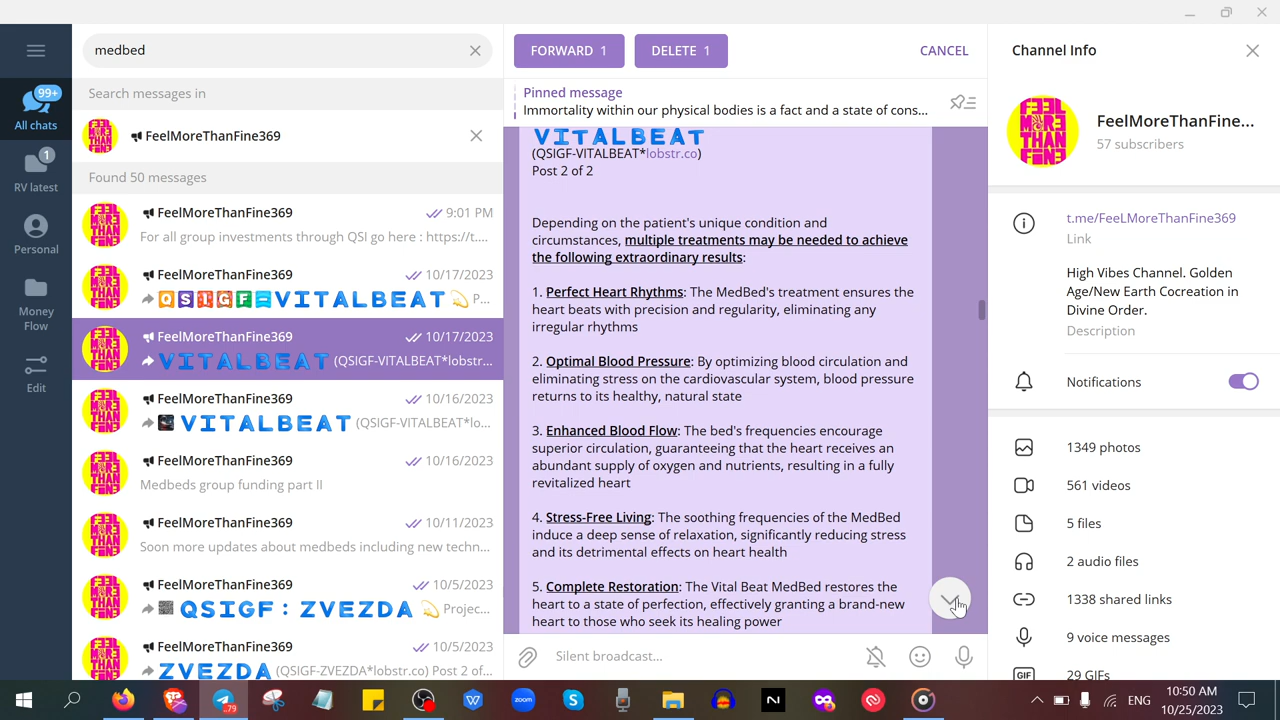 medbed
Search messages in
FeelMoreThanFine369
Found 50 messages
FeelMoreThanFine369 9:01 PM
For all group investments through QSI go here : https://t....
FeelMoreThanFine369 10/17/2023
QSIGF=VITALBEAT💫 P...
FeelMoreThanFine369 10/17/2023
VITALBEAT (QSIGF-VITALBEAT*lobstr...
FeelMoreThanFine369 10/16/2023
VITALBEAT (QSIGF-VITALBEAT*lo...
FeelMoreThanFine369 10/16/2023
Medbeds group funding part II
FeelMoreThanFine369 10/11/2023
Soon more updates about medbeds including new techn...
FeelMoreThanFine369 10/5/2023
QSIGF: ZVEZDA 💫 Projec...
FeelMoreThanFine369 10/5/2023
ZVEZDA (QSIGF-ZVEZDA*lobstr.co) Post 2 of...
99+
All chats
1
RV latest
Personal
Money
Flow
Edit
FORWARD 1 DELETE 1 CANCEL
Pinned message
Immortality within our physical bodies is a fact and a state of cons...
VITALBEAT
(QSIGF-VITALBEAT*lobstr.co)
Post 2 of 2
Depending on the patient's unique condition and
circumstances, multiple treatments may be needed to achieve
the following extraordinary results:
1. Perfect Heart Rhythms: The MedBed's treatment ensures the
heart beats with precision and regularity, eliminating any
irregular rhythms
2. Optimal Blood Pressure: By optimizing blood circulation and
eliminating stress on the cardiovascular system, blood pressure
returns to its healthy, natural state
3. Enhanced Blood Flow: The bed's frequencies encourage
superior circulation, guaranteeing that the heart receives an
abundant supply of oxygen and nutrients, resulting in a fully
revitalized heart
4. Stress-Free Living: The soothing frequencies of the MedBed
induce a deep sense of relaxation, significantly reducing stress
and its detrimental effects on heart health
5. Complete Restoration: The Vital Beat MedBed restores the
heart to a state of perfection, effectively granting a brand-new
heart to those who seek its healing power
Silent broadcast...
Channel Info
FEEL
MORE
THAN
FINE
FeelMoreThanFine...
57 subscribers
t.me/FeeLMoreThanFine369
Link
High Vibes Channel. Golden
Age/New Earth Cocreation in
Divine Order.
Description
Notifications
1349 photos
561 videos
5 files
2 audio files
1338 shared links
9 voice messages
29 GIFs
.79
zoom
ENG
10:50 AM
10/25/2023